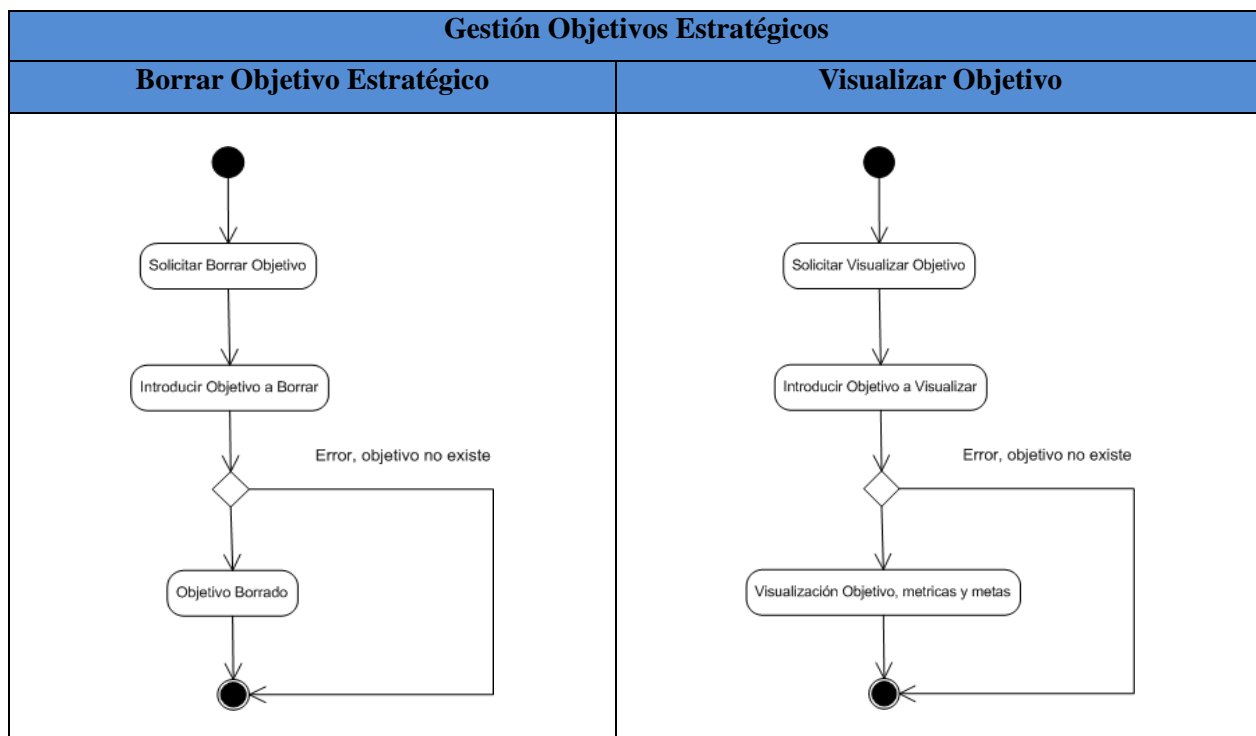 Gestión Objetivos Estratégicos
Borrar Objetivo Estratégico
Visualizar Objetivo
Solicitar Borrar Objetivo
Introducir Objetivo a Borrar
Error, objetivo no existe
Objetivo Borrado
Solicitar Visualizar Objetivo
Introducir Objetivo a Visualizar
Error, objetivo no existe
Visualización Objetivo, metricas y metas